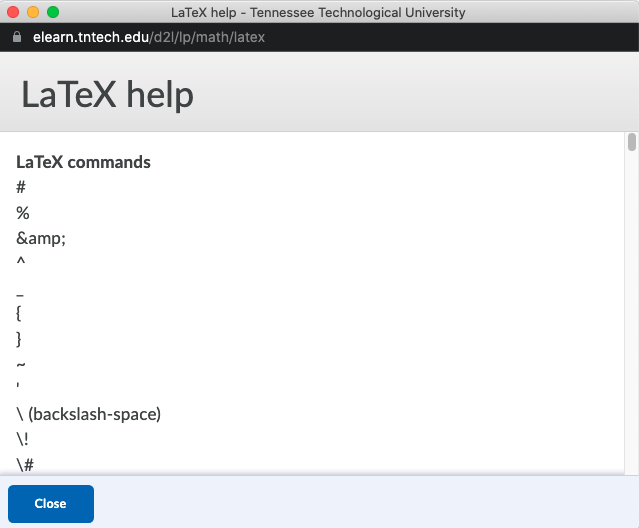 LaTeX help - Tennessee Technological University
elearn.tntech.edu/d2l/lp/math/latex
LaTeX help
LaTeX commands
#
%
&amp;
^
_
{
}
~
'
\ (backslash-space)
\!
\#
Close